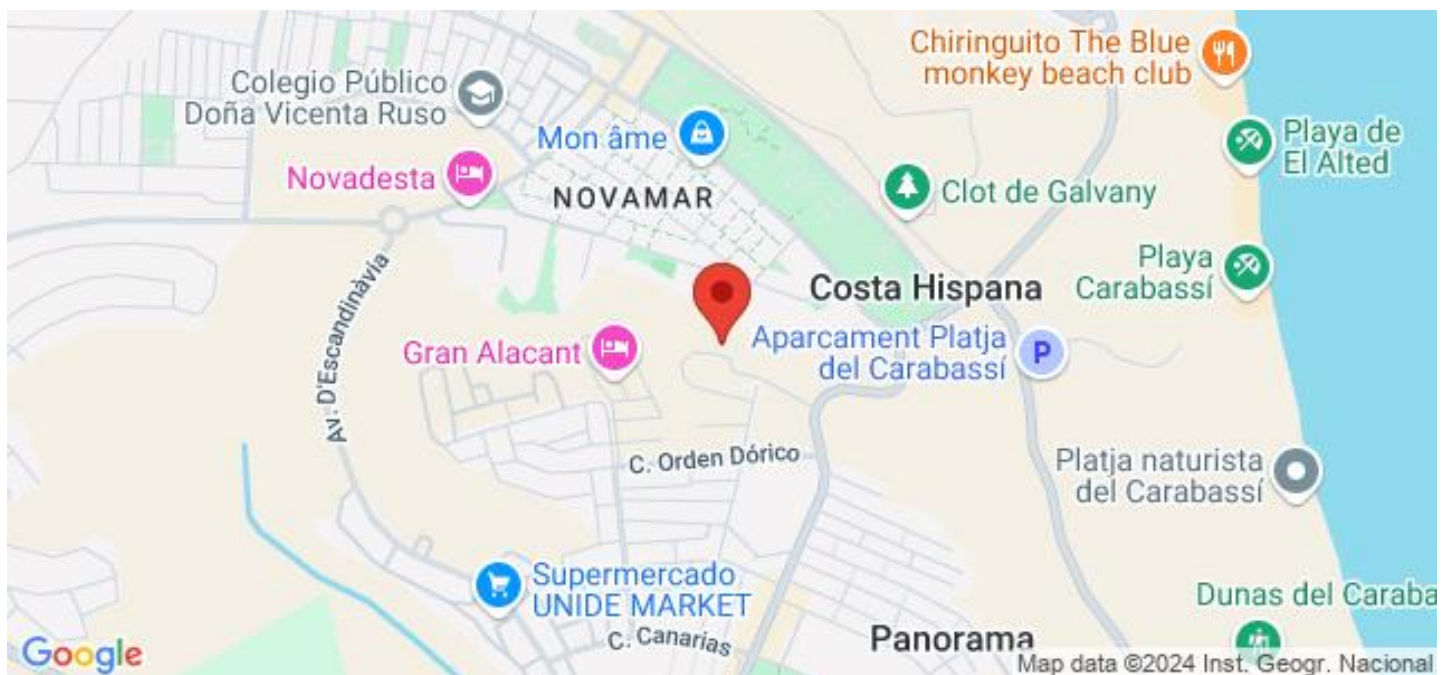 Chiringuito The Blue
monkey beach club
Colegio Público
Doña Vicenta Ruso
Mon âme
Playa de
El Alted
Novadesta
NOVAMAR
Clot de Galvany
Playa
Carabassí
Costa Hispana
Av. D'Escandinàvia
Gran Alacant
Aparcament Platja
del Carabassí
P
C. Orden Dórico
Platja naturista
del Carabassí
Supermercado
UNIDE MARKET
Dunas del Caraba
C. Canarias
Panorama
Google
Map data ©2024 Inst. Geogr. Nacional